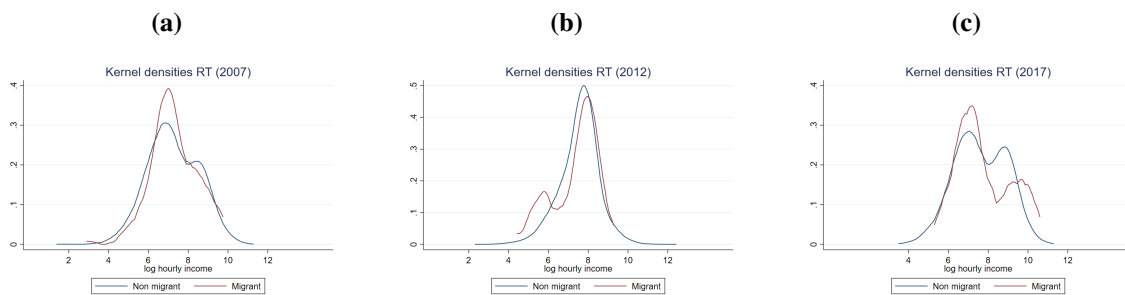 (a)
Kernel densities RT (2007)
.4
.3
.2
.1
0
2 4 6 8 10 12
log hourly income
Non migrant Migrant
(b)
Kernel densities RT (2012)
.5
.4
.3
.2
.1
0
2 4 6 8 10 12
log hourly income
Non migrant Migrant
(c)
Kernel densities RT (2017)
.4
.3
.2
.1
0
4 6 8 10 12
log hourly income
Non migrant Migrant